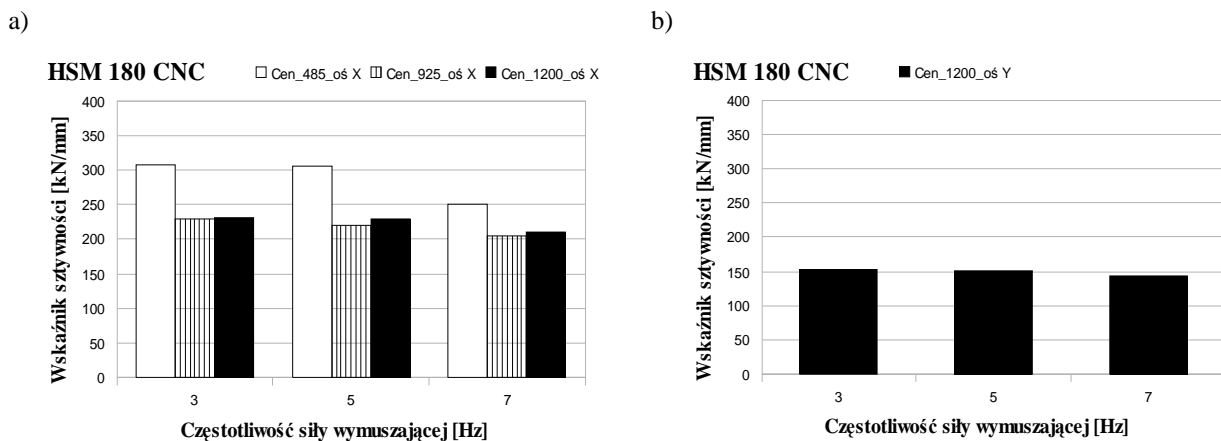 a)
HSM 180 CNC
Cen_485_oś X Cen_925_oś X Cen_1200_oś X
Wskaźnik sztywności [kN/mm]
400
350
300
250
200
150
100
50
0
3 5 7
Częstotliwość siły wymuszającej [Hz]
b)
HSM 180 CNC
Cen_1200_oś Y
Wskaźnik sztywności [kN/mm]
400
350
300
250
200
150
100
50
0
3 5 7
Częstotliwość siły wymuszającej [Hz]